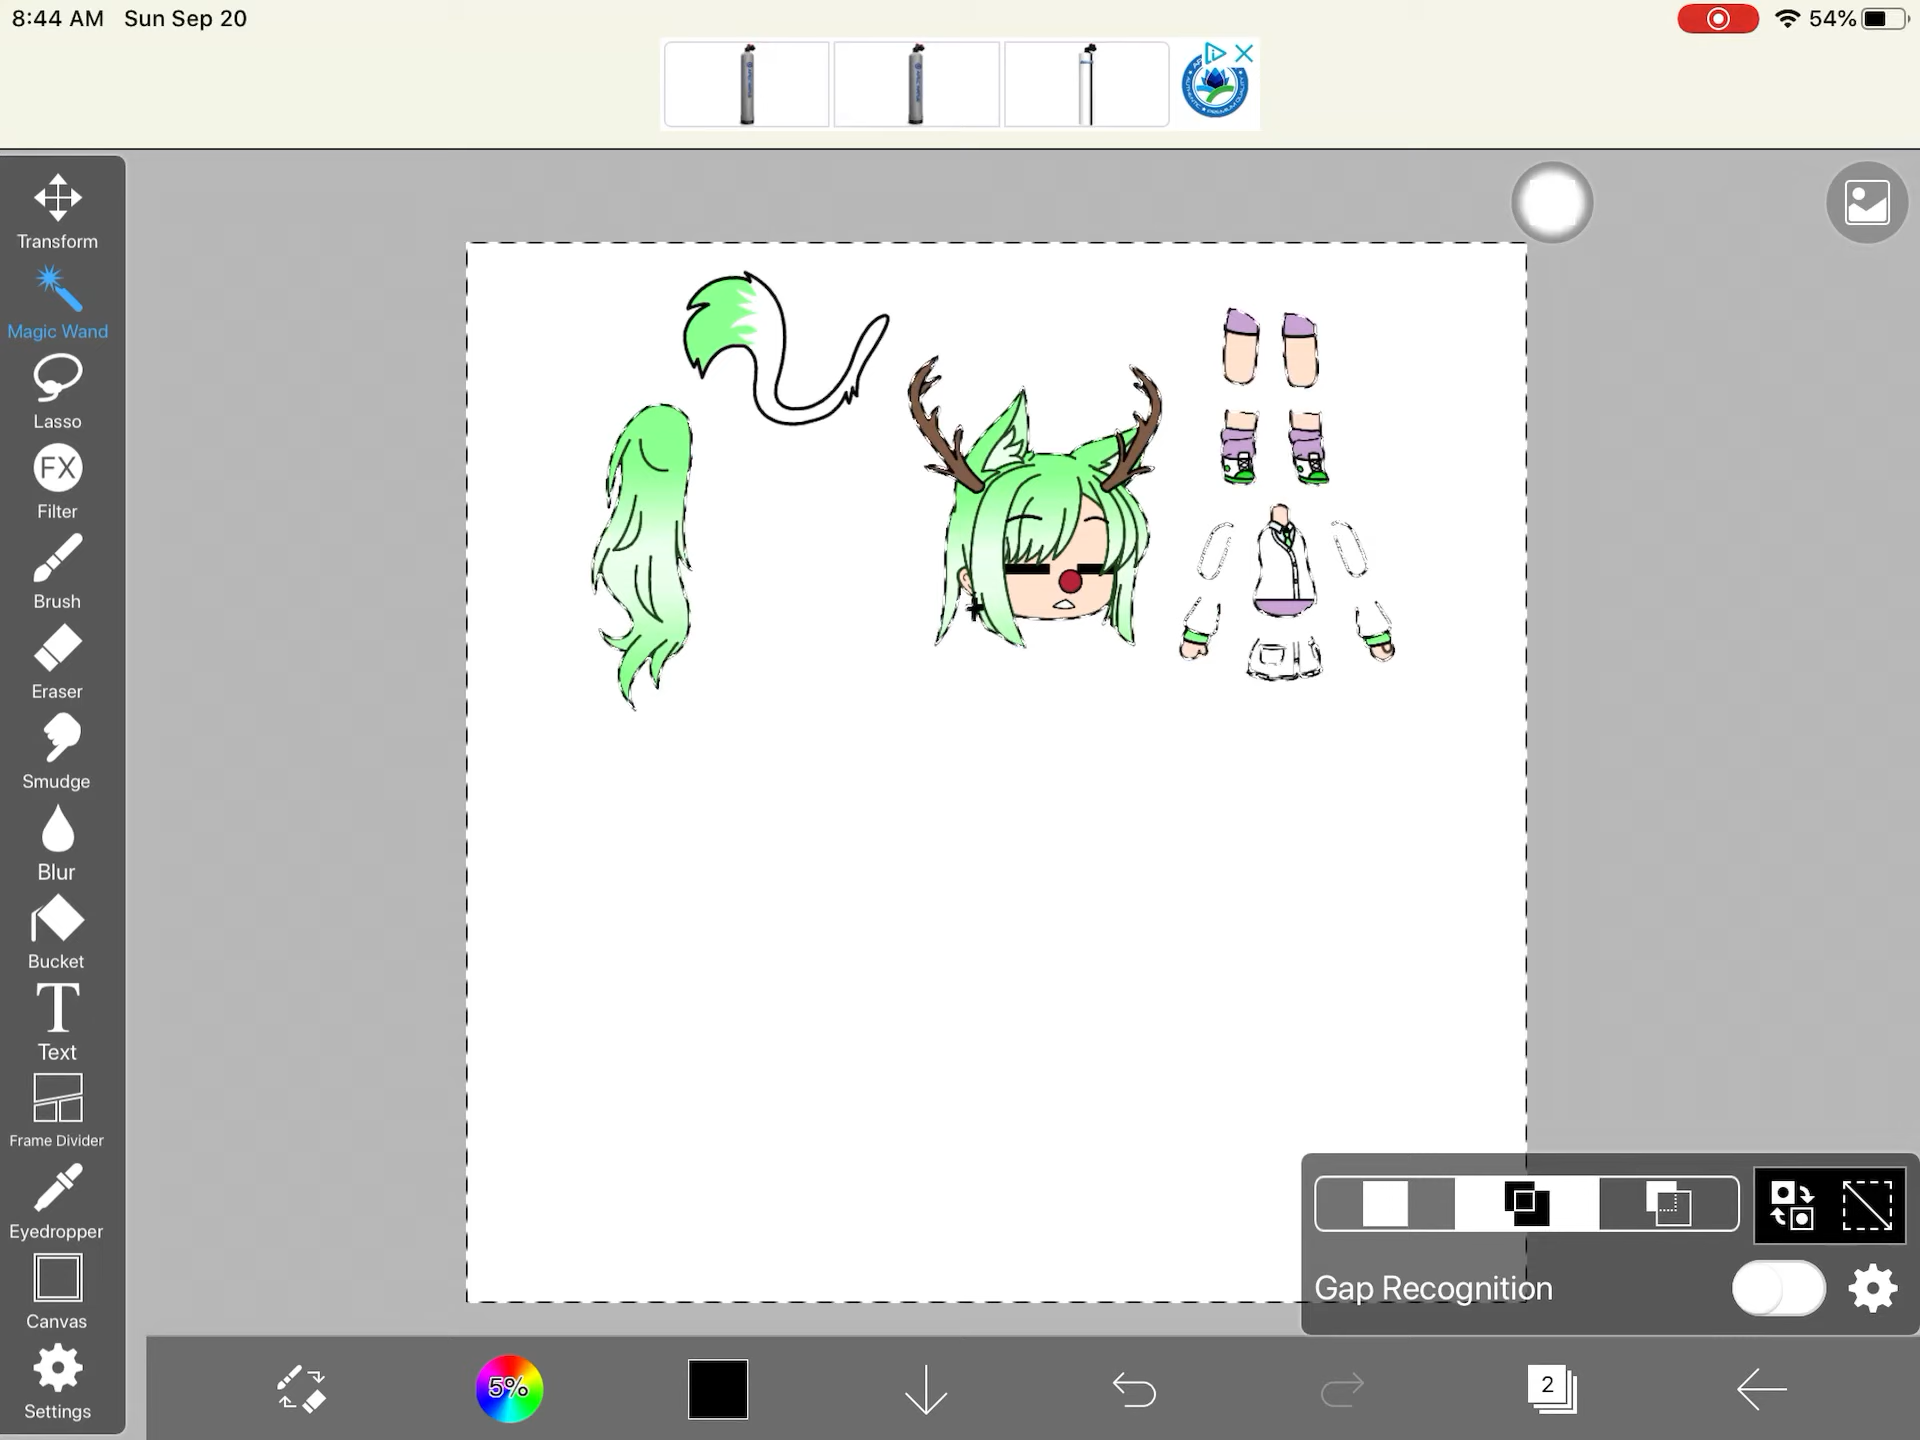 8:44 AM Sun Sep 20
54%
Transform
Magic Wand
Lasso
FX
Filter
Brush
Eraser
Smudge
Blur
Bucket
T
Text
Frame Divider
Eyedropper
Canvas
Settings
Gap Recognition
5%
2